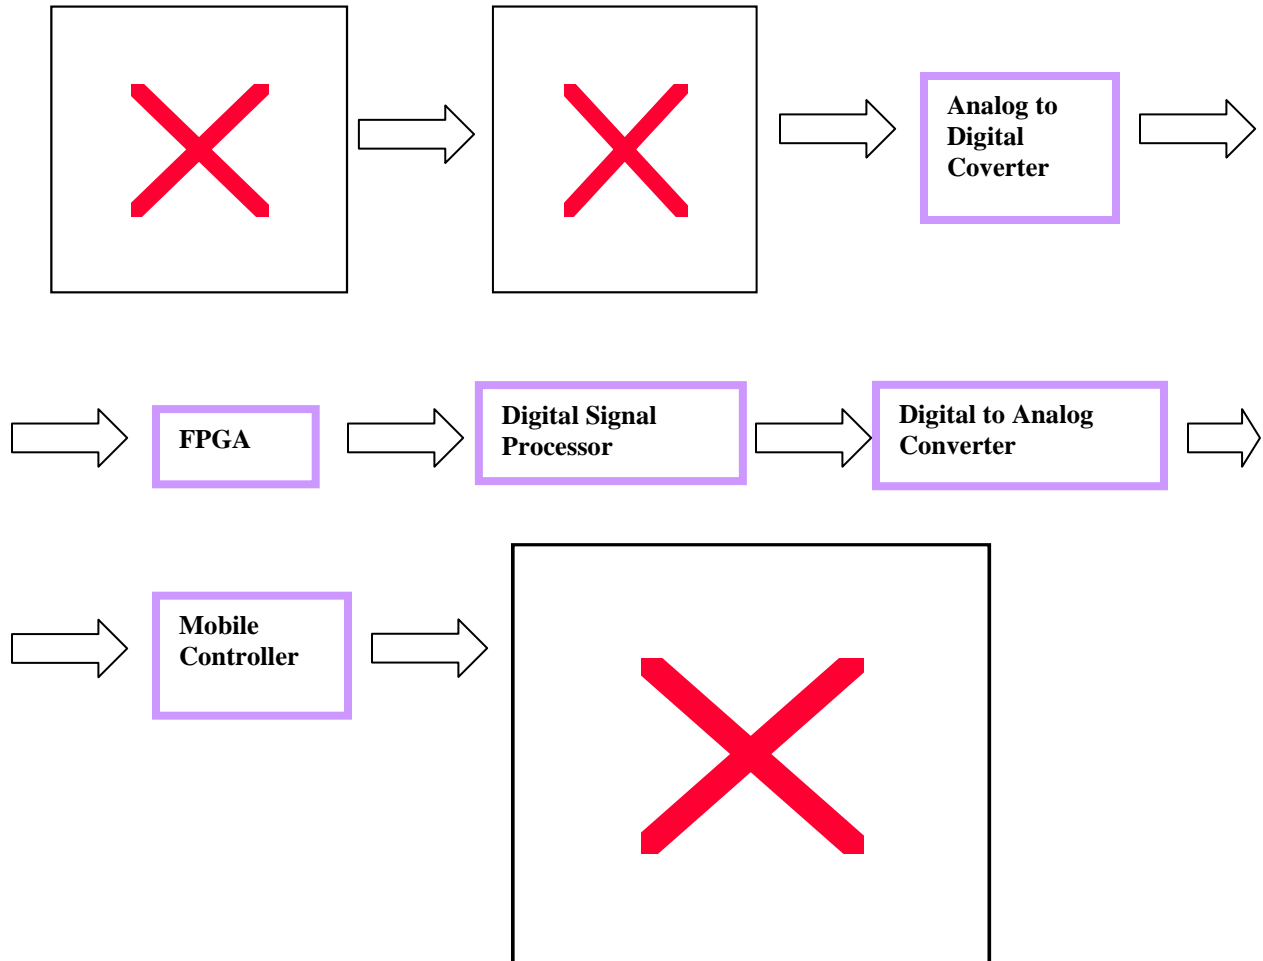 Analog to
Digital
Coverter
FPGA
Digital Signal
Processor
Digital to Analog
Converter
Mobile
Controller